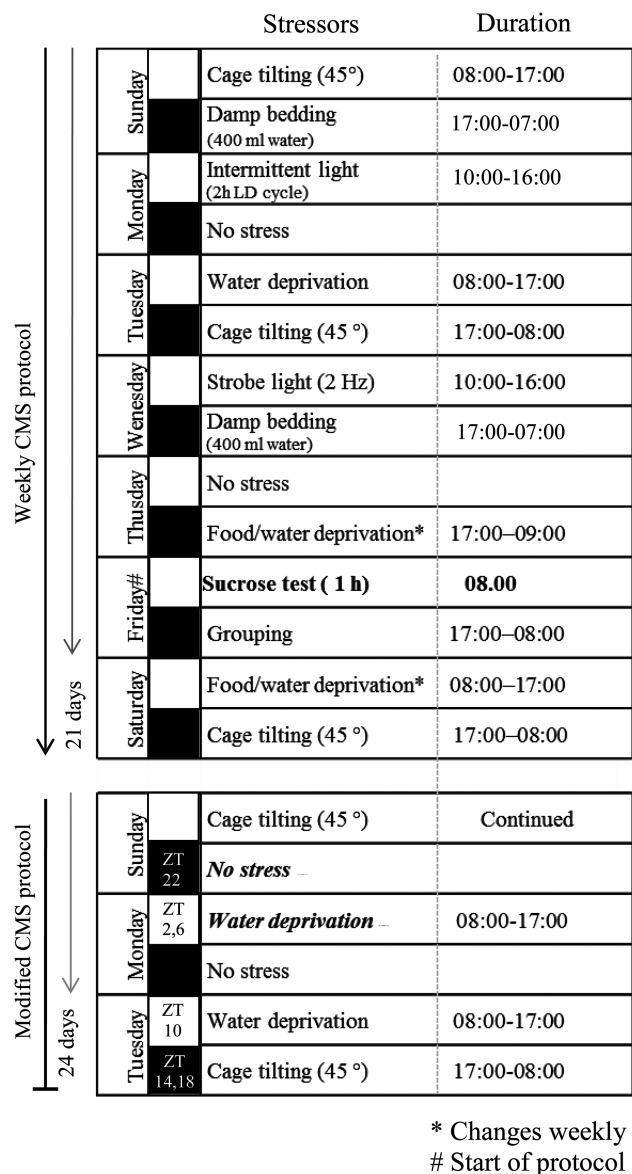 Stressors Duration
Weekly CMS protocol
21 days
Sunday
Cage tilting (45°) 08:00-17:00
Damp bedding 17:00-07:00
(400 ml water)
Monday
Intermittent light 10:00-16:00
(2h LD cycle)
No stress
Tuesday
Water deprivation 08:00-17:00
Cage tilting (45 °) 17:00-08:00
Wenesday
Strobe light (2 Hz) 10:00-16:00
Damp bedding 17:00-07:00
(400 ml water)
Thusday
No stress
Food/water deprivation* 17:00–09:00
Friday#
Sucrose test ( 1 h) 08.00
Grouping 17:00–08:00
Saturday
Food/water deprivation* 08:00–17:00
Cage tilting (45 °) 17:00–08:00
Modified CMS protocol
24 days
Sunday
Cage tilting (45 °) Continued
ZT
22
No stress
Monday
ZT
2,6
Water deprivation 08:00-17:00
No stress
Tuesday
ZT
10
Water deprivation 08:00-17:00
ZT
14,18
Cage tilting (45 °) 17:00-08:00
* Changes weekly
# Start of protocol